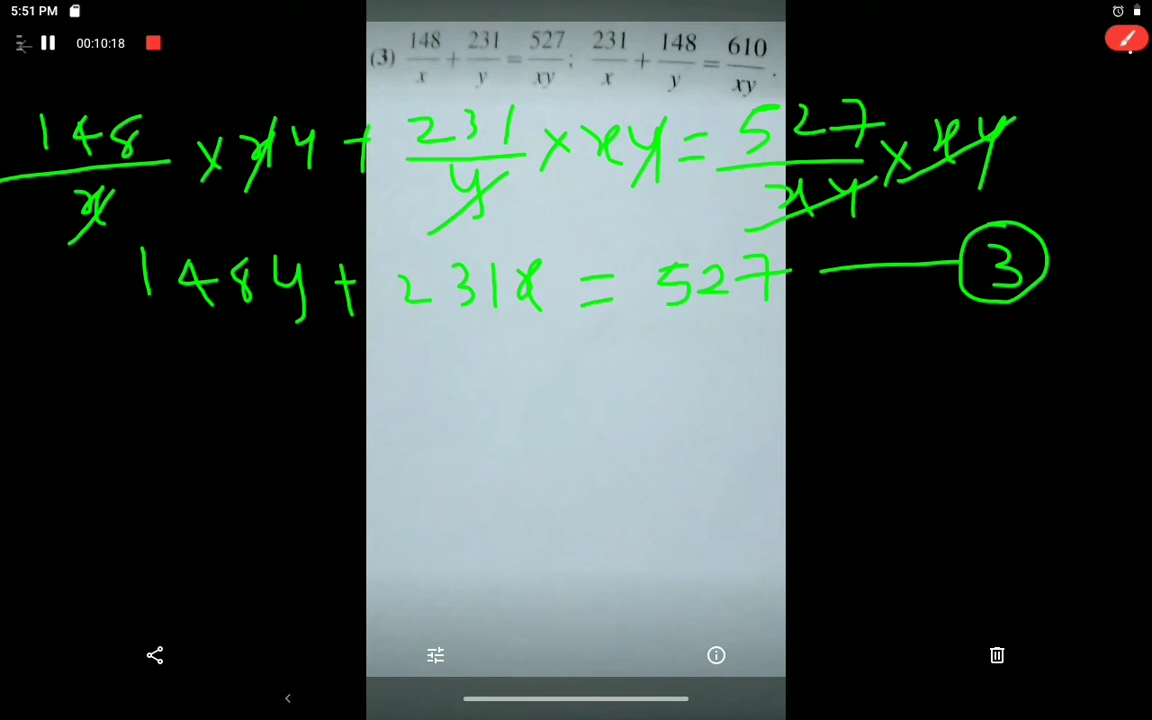 5:51 PM
00:10:18
(3) 148/x + 231/y = 527/xy ; 231/x + 148/y = 610/xy .
148/x × xy + 231/y × xy = 527/xy × xy
148y + 231x = 527 — 3